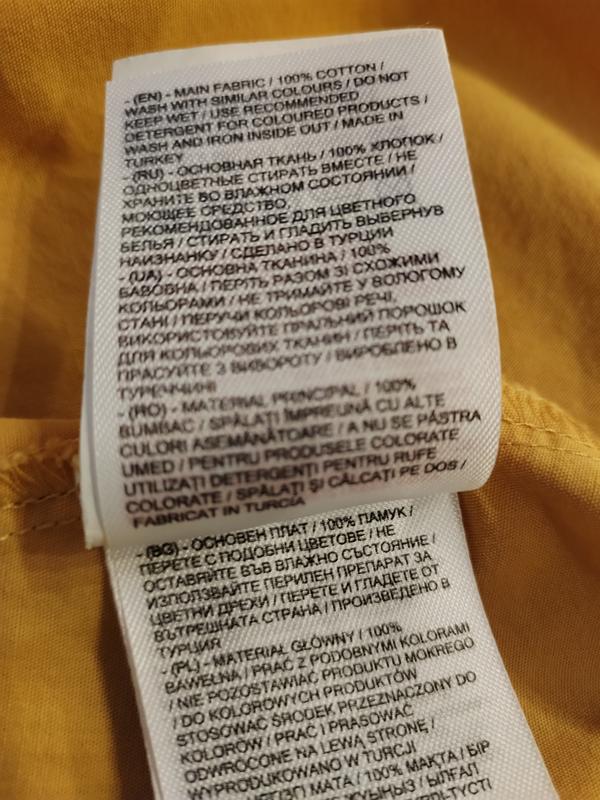 - (EN) - MAIN FABRIC / 100% COTTON /
WASH WITH SIMILAR COLOURS / DO NOT
KEEP WET / USE RECOMMENDED
DETERGENT FOR COLOURED PRODUCTS /
WASH AND IRON INSIDE OUT / MADE IN
TURKEY
- (RU) - ОСНОВНАЯ ТКАНЬ / 100% ХЛОПОК /
ОДНОЦВЕТНЫЕ СТИРАТЬ ВМЕСТЕ / НЕ
ХРАНИТЕ ВО ВЛАЖНОМ СОСТОЯНИИ /
МОЮЩЕЕ СРЕДСТВО,
РЕКОМЕНДОВАННОЕ ДЛЯ ЦВЕТНОГО
БЕЛЬЯ / СТИРАТЬ И ГЛАДИТЬ ВЫВЕРНУВ
НАИЗНАНКУ / СДЕЛАНО В ТУРЦИИ
- (UA) - ОСНОВНА ТКАНИНА / 100%
БАВОВНА / ПЕРІТЬ РАЗОМ ЗІ СХОЖИМИ
КОЛЬОРАМИ / НЕ ТРИМАЙТЕ У ВОЛОГОМУ
СТАНІ / ПЕРУЧИ КОЛЬОРОВІ РЕЧІ,
ВИКОРИСТОВУЙТЕ ПРАЛЬНИЙ ПОРОШОК
ДЛЯ КОЛЬОРОВИХ ТКАНИН / ПЕРІТЬ ТА
ПРАСУЙТЕ З ВИВОРОТУ / ВИРОБЛЕНО В
ТУРЕЧЧИНІ
- (RO) - MATERIAL PRINCIPAL / 100%
BUMBAC / SPĂLAȚI ÎMPREUNĂ CU ALTE
CULORI ASEMĂNĂTOARE / A NU SE PĂSTRA
UMED / PENTRU PRODUSELE COLORATE
UTILIZAȚI DETERGENȚI PENTRU RUFE
COLORATE / SPĂLAȚI ȘI CĂLCAȚI PE DOS /
FABRICAT IN TURCİA
- (BG) - ОСНОВЕН ПЛАТ / 100% ПАМУК /
ПЕРЕТЕ С ПОДОБНИ ЦВЕТОВЕ / НЕ
ОСТАВЯЙТЕ ВЪВ ВЛАЖНО СЪСТОЯНИЕ /
ИЗПОЛЗВАЙТЕ ПЕРИЛЕН ПРЕПАРАТ ЗА
ЦВЕТНИ ДРЕХИ / ПЕРЕТЕ И ГЛАДЕТЕ ОТ
ВЪТРЕШНАТА СТРАНА / ПРОИЗВЕДЕНО В
ТУРЦИЯ
- (PL) - MATERIAŁ GŁÓWNY / 100%
BAWEŁNA / PRAĆ Z PODOBNYMI KOLORAMI
/ NIE POZOSTAWIAĆ PRODUKTU MOKREGO
/ DO KOLOROWYCH PRODUKTÓW
STOSOWAĆ ŚRODEK PRZEZNACZONY DO
KOLORÓW / PRAĆ I PRASOWAĆ
ODWRÓCONE NA LEWĄ STRONĘ /
WYPRODUKOWANO W TURCJI
МАТА / 100% МАҚТА / БІР
ЖУЫҢЫЗ / ЫЛҒАЛ